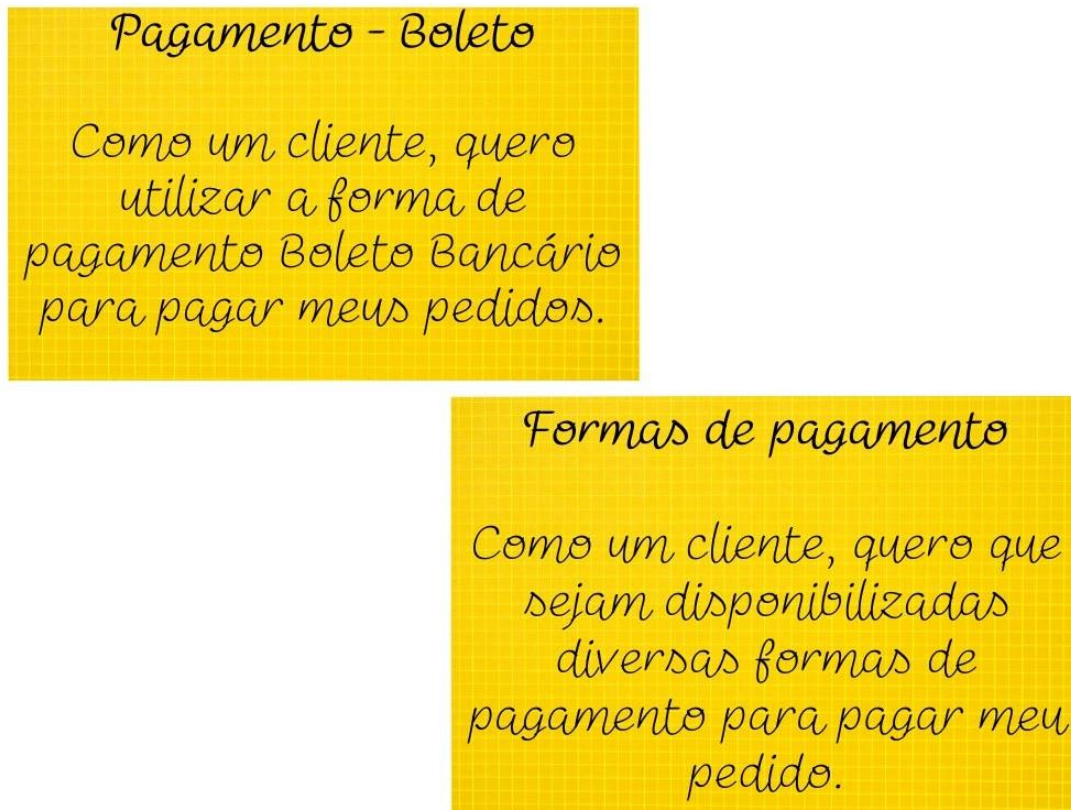 Pagamento - Boleto
Como um cliente, quero
utilizar a forma de
pagamento Boleto Bancário
para pagar meus pedidos.
Formas de pagamento
Como um cliente, quero que
sejam disponibilizadas
diversas formas de
pagamento para pagar meu
pedido.